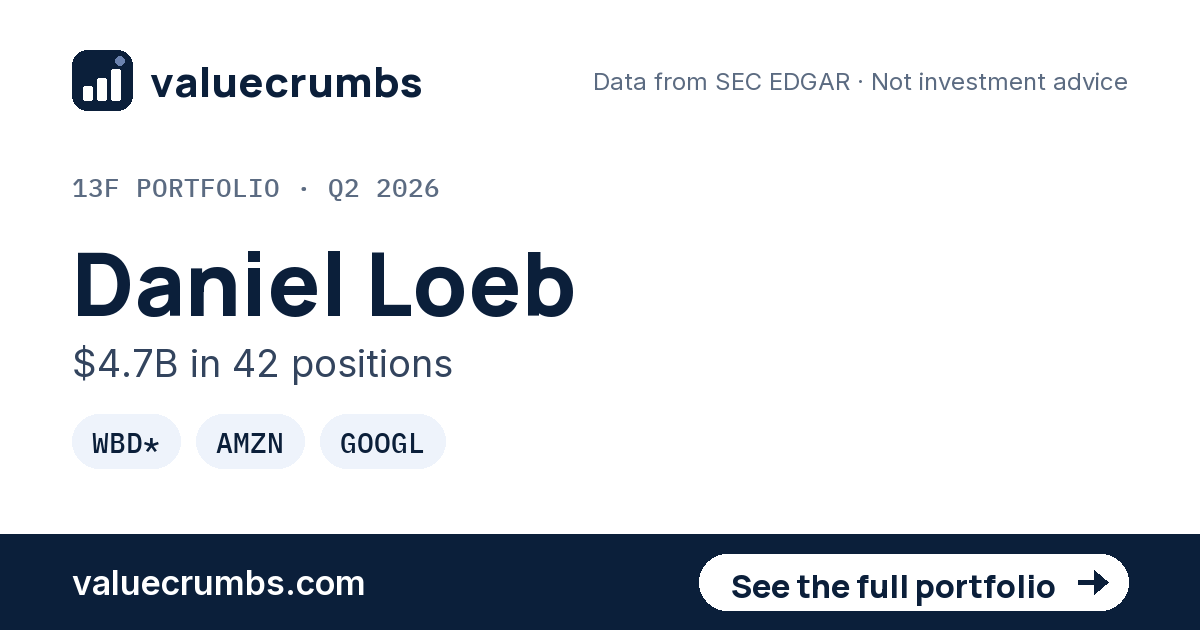 valuecrumbs
Data from SEC EDGAR · Not investment advice
13F PORTFOLIO · Q2 2026
Daniel Loeb
$4.7B in 42 positions
WBD* AMZN GOOGL
valuecrumbs.com
See the full portfolio →